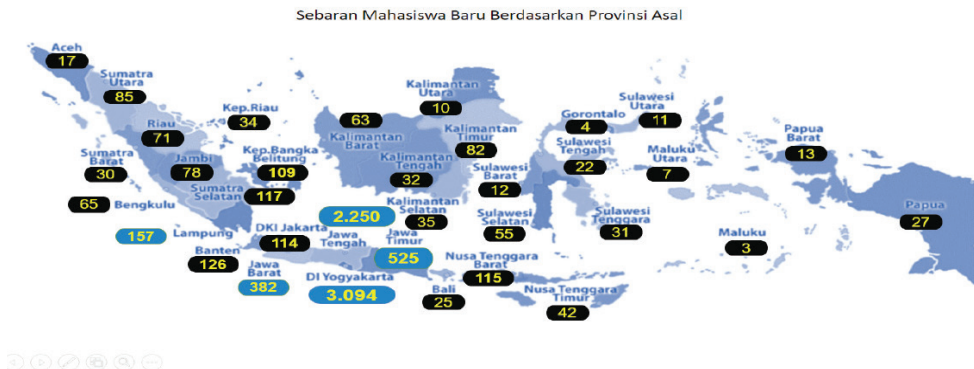 Sebaran Mahasiswa Baru Berdasarkan Provinsi Asal
Aceh
17
Sumatra
Utara
85
Riau
71
Kep.Riau
34
Sumatra
Barat
30
Jambi
78
Kep.Bangka
Belitung
109
Sumatra
Selatan
117
65
Bengkulu
157
Lampung
DKI Jakarta
114
Banten
126
Jawa
Barat
382
2.250
Jawa
Tengah
DI Yogyakarta
3.094
Jawa
Timur
525
63
Kalimantan
Barat
Kalimantan
Utara
10
Kalimantan
Timur
82
Kalimantan
Tengah
32
Kalimantan
Selatan
35
Gorontalo
4
Sulawesi
Utara
11
Sulawesi
Tengah
22
Sulawesi
Barat
12
Sulawesi
Selatan
55
Sulawesi
Tenggara
31
Bali
25
Nusa Tenggara
Barat
115
Nusa Tenggara
Timur
42
Maluku
Utara
7
Maluku
3
Papua
Barat
13
Papua
27